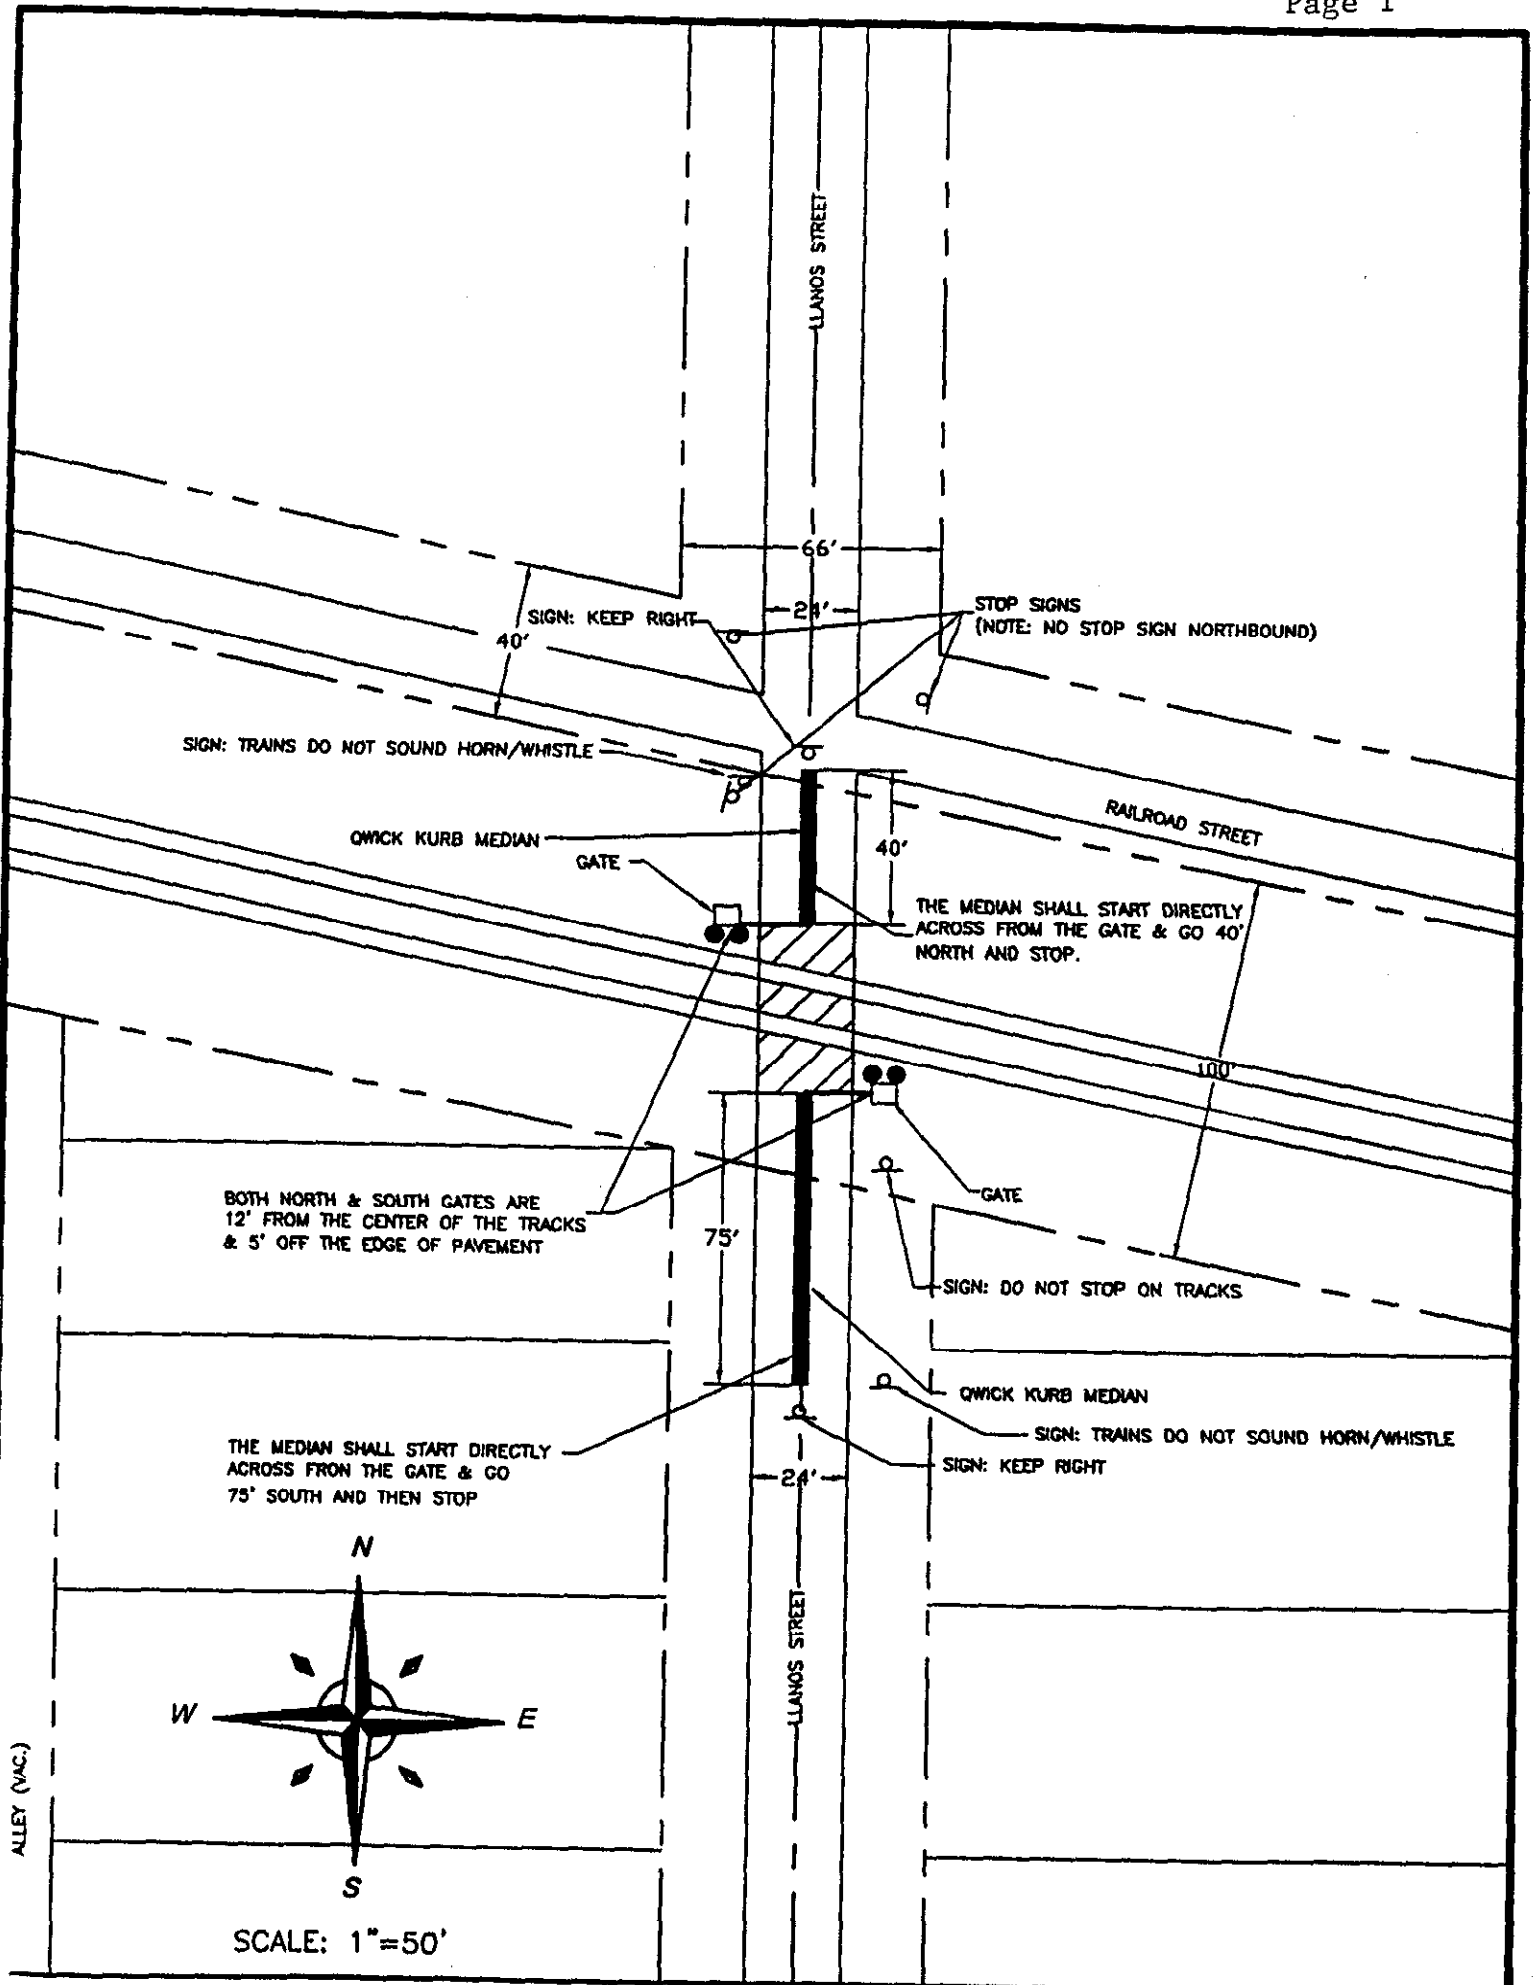 Page 1
LLANOS STREET
66'
24'
STOP SIGNS
(NOTE: NO STOP SIGN NORTHBOUND)
SIGN: KEEP RIGHT
40'
SIGN: TRAINS DO NOT SOUND HORN/WHISTLE
RAILROAD STREET
QWICK KURB MEDIAN
40'
GATE
THE MEDIAN SHALL START DIRECTLY
ACROSS FROM THE GATE & GO 40'
NORTH AND STOP.
100'
BOTH NORTH & SOUTH GATES ARE
12' FROM THE CENTER OF THE TRACKS
& 5' OFF THE EDGE OF PAVEMENT
GATE
75'
SIGN: DO NOT STOP ON TRACKS
QWICK KURB MEDIAN
SIGN: TRAINS DO NOT SOUND HORN/WHISTLE
SIGN: KEEP RIGHT
THE MEDIAN SHALL START DIRECTLY
ACROSS FRON THE GATE & GO
75' SOUTH AND THEN STOP
24'
LLANOS STREET
N
W
E
S
ALLEY (VAC.)
SCALE: 1"=50'